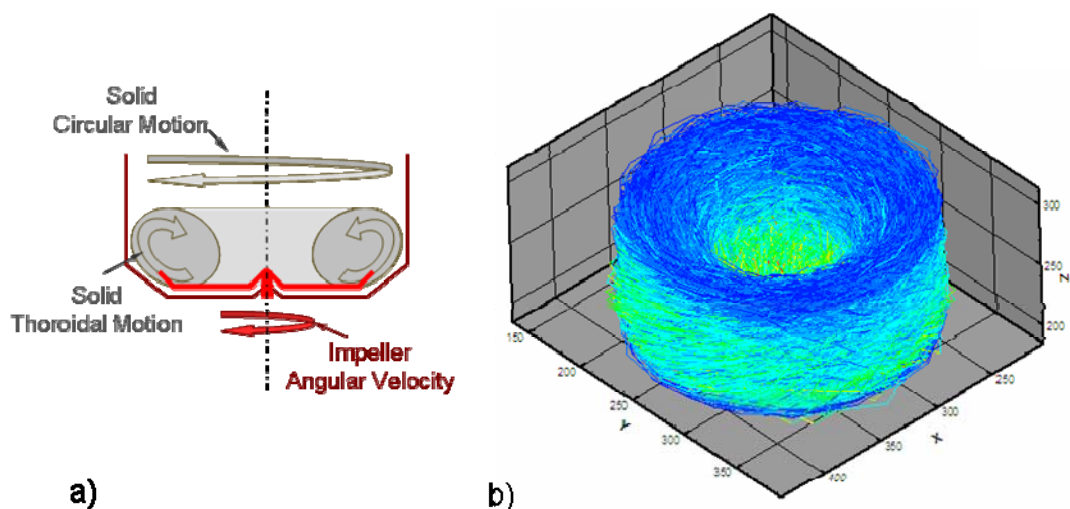 Solid
Circular Motion
Solid
Thoroidal Motion
Impeller
Angular Velocity
a)
b)
300
250
200
Z
150
200
250
300
350
Y
250
300
350
400
X